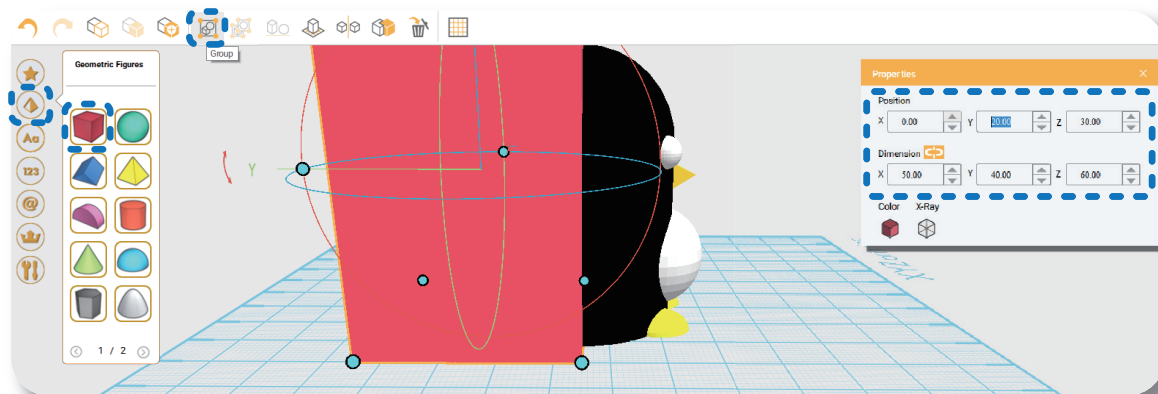 Group
Geometric Figures
Aa
123
@
1 / 2
Y
Properties
×
Position
X 0.00 Y 20.00 Z 30.00
Dimension
X 50.00 Y 40.00 Z 60.00
Color X-Ray